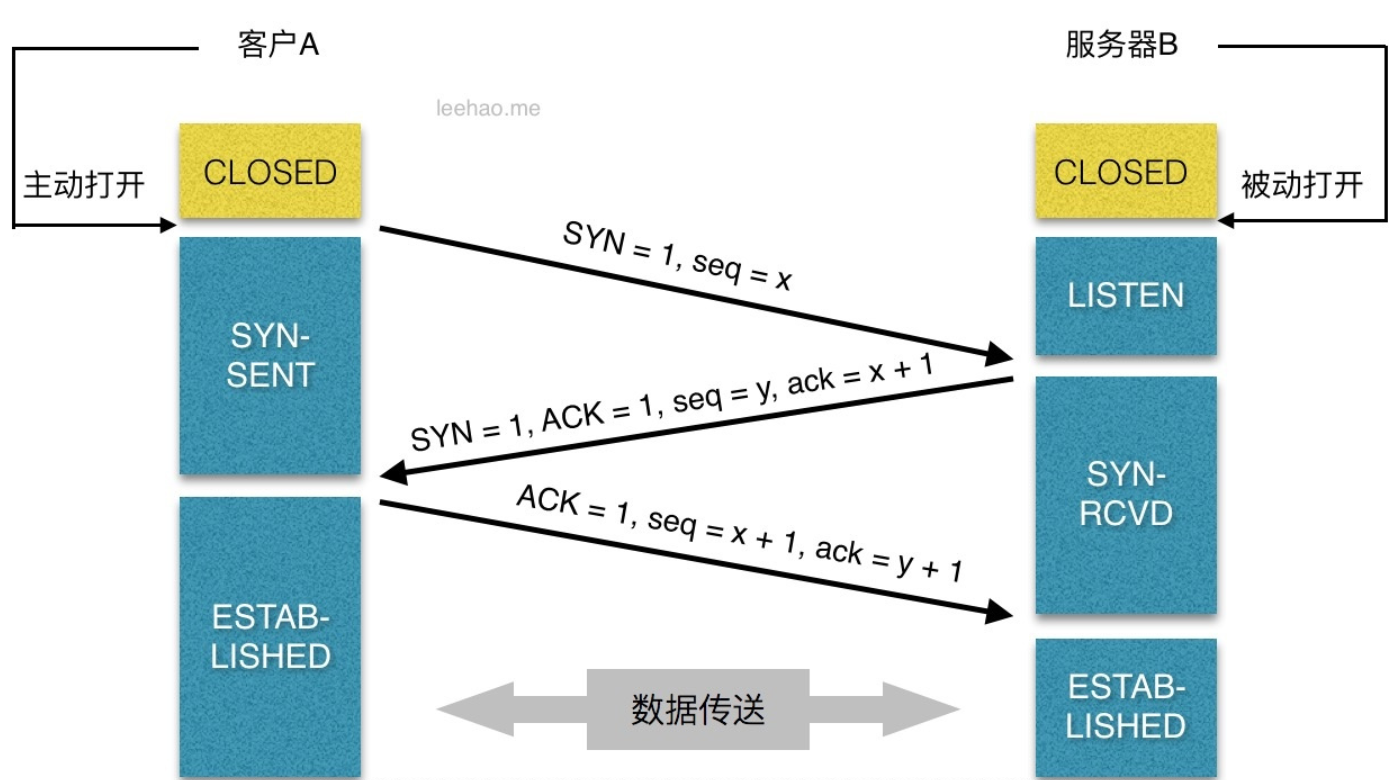 客户A
服务器B
leehao.me
CLOSED
CLOSED
主动打开
被动打开
SYN = 1, seq = x
LISTEN
SYN-
SENT
SYN = 1, ACK = 1, seq = y, ack = x + 1
SYN-
RCVD
ACK = 1, seq = x + 1, ack = y + 1
ESTAB-
LISHED
数据传送
ESTAB-
LISHED